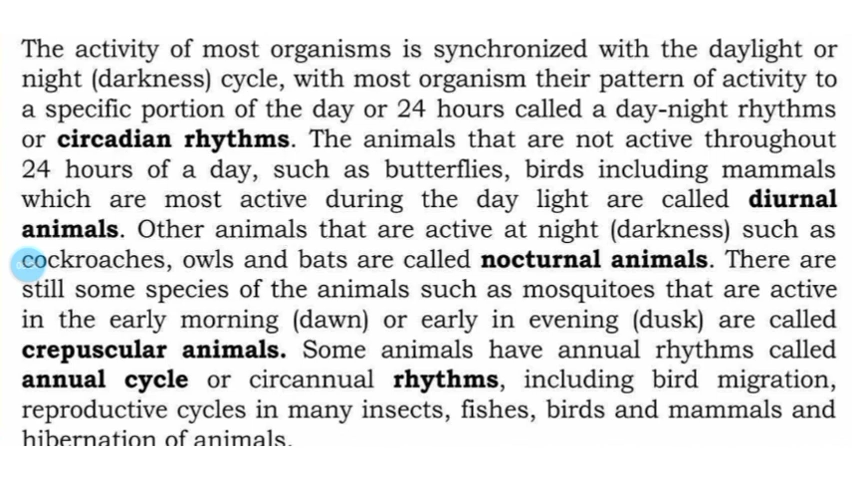 The activity of most organisms is synchronized with the daylight or
night (darkness) cycle, with most organism their pattern of activity to
a specific portion of the day or 24 hours called a day-night rhythms
or circadian rhythms. The animals that are not active throughout
24 hours of a day, such as butterflies, birds including mammals
which are most active during the day light are called diurnal
animals. Other animals that are active at night (darkness) such as
cockroaches, owls and bats are called nocturnal animals. There are
still some species of the animals such as mosquitoes that are active
in the early morning (dawn) or early in evening (dusk) are called
crepuscular animals. Some animals have annual rhythms called
annual cycle or circannual rhythms, including bird migration,
reproductive cycles in many insects, fishes, birds and mammals and
hibernation of animals.